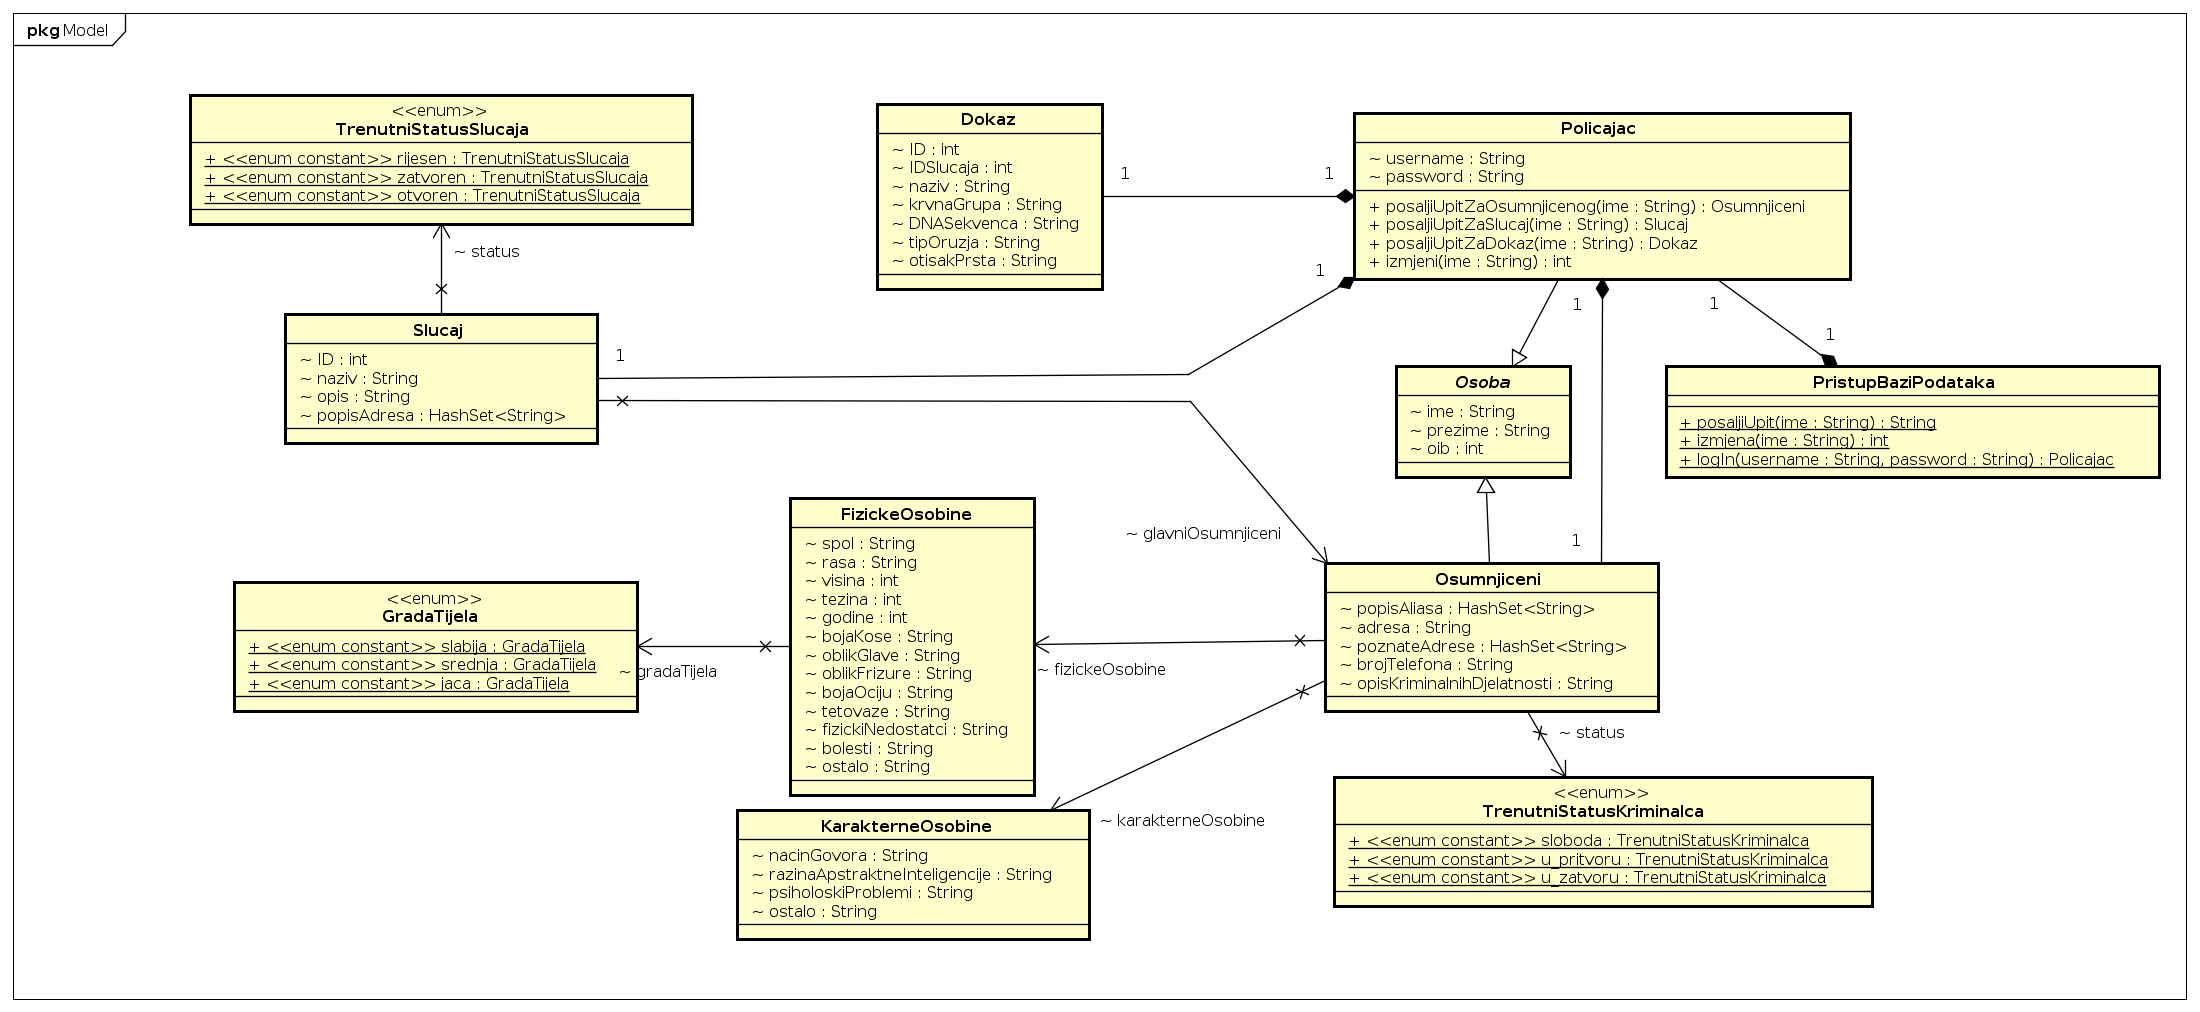 pkg Model
<<enum>>
TrenutniStatusSlucaja
+ <<enum constant>> rijesen : TrenutniStatusSlucaja
+ <<enum constant>> zatvoren : TrenutniStatusSlucaja
+ <<enum constant>> otvoren : TrenutniStatusSlucaja
~ status
Dokaz
~ ID : int
~ IDSlucaja : int
~ naziv : String
~ krvnaGrupa : String
~ DNASekvenca : String
~ tipOruzja : String
~ otisakPrsta : String
1
1
Policajac
~ username : String
~ password : String
+ posaljiUpitZaOsumnjicenog(ime : String) : Osumnjiceni
+ posaljiUpitZaSlucaj(ime : String) : Slucaj
+ posaljiUpitZaDokaz(ime : String) : Dokaz
+ izmjeni(ime : String) : int
1
1
1
1
Slucaj
~ ID : int
~ naziv : String
~ opis : String
~ popisAdresa : HashSet<String>
1
Osoba
~ ime : String
~ prezime : String
~ oib : int
PristupBaziPodataka
+ posaljiUpit(ime : String) : String
+ izmjena(ime : String) : int
+ logIn(username : String, password : String) : Policajac
~ glavniOsumnjiceni
1
FizickeOsobine
~ spol : String
~ rasa : String
~ visina : int
~ tezina : int
~ godine : int
~ bojaKose : String
~ oblikGlave : String
~ oblikFrizure : String
~ bojaOciju : String
~ tetovaze : String
~ fizickiNedostatci : String
~ bolesti : String
~ ostalo : String
<<enum>>
GradaTijela
+ <<enum constant>> slabija : GradaTijela
+ <<enum constant>> srednja : GradaTijela
+ <<enum constant>> jaca : GradaTijela
~ gradaTijela
~ fizickeOsobine
Osumnjiceni
~ popisAliasa : HashSet<String>
~ adresa : String
~ poznateAdrese : HashSet<String>
~ brojTelefona : String
~ opisKriminalnihDjelatnosti : String
~ status
KarakterneOsobine
~ nacinGovora : String
~ razinaApstraktneInteligencije : String
~ psiholoskiProblemi : String
~ ostalo : String
~ karakterneOsobine
<<enum>>
TrenutniStatusKriminalca
+ <<enum constant>> sloboda : TrenutniStatusKriminalca
+ <<enum constant>> u_pritvoru : TrenutniStatusKriminalca
+ <<enum constant>> u_zatvoru : TrenutniStatusKriminalca